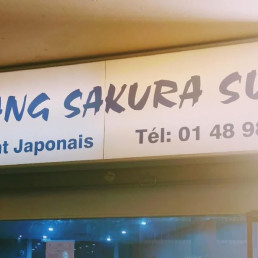 ANG SAKURA SU
nt Japonais Tél: 01 48 98